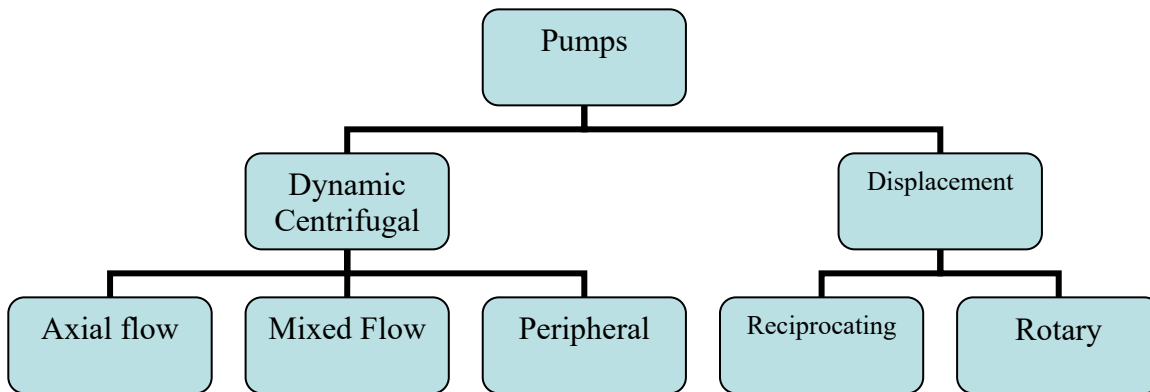 Pumps
Dynamic
Centrifugal
Displacement
Axial flow
Mixed Flow
Peripheral
Reciprocating
Rotary